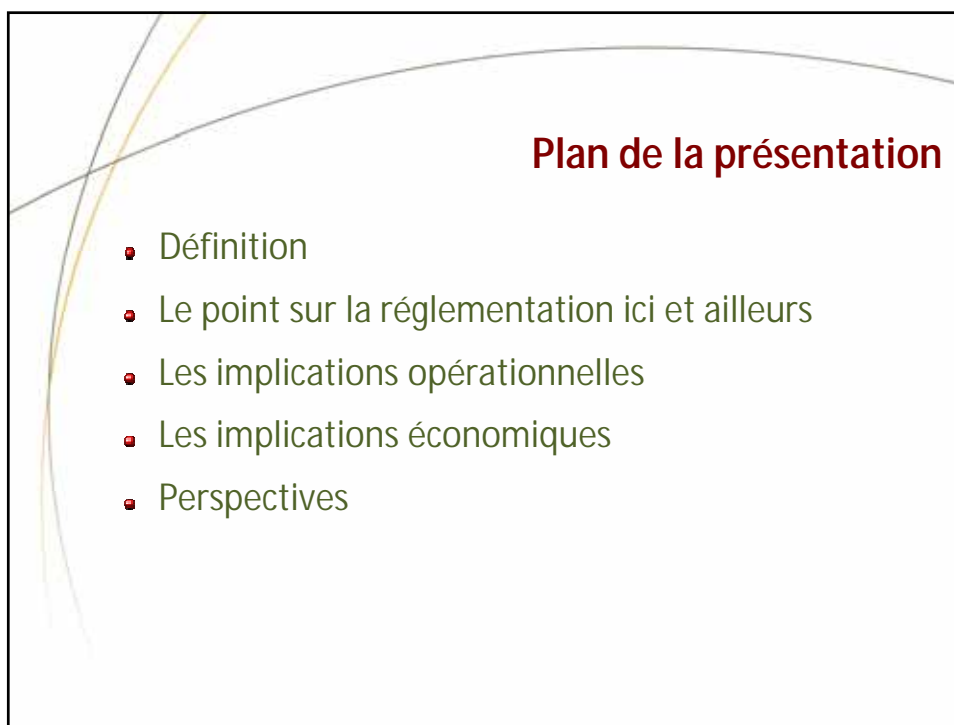 Plan de la présentation
Définition
Le point sur la réglementation ici et ailleurs
Les implications opérationnelles
Les implications économiques
Perspectives